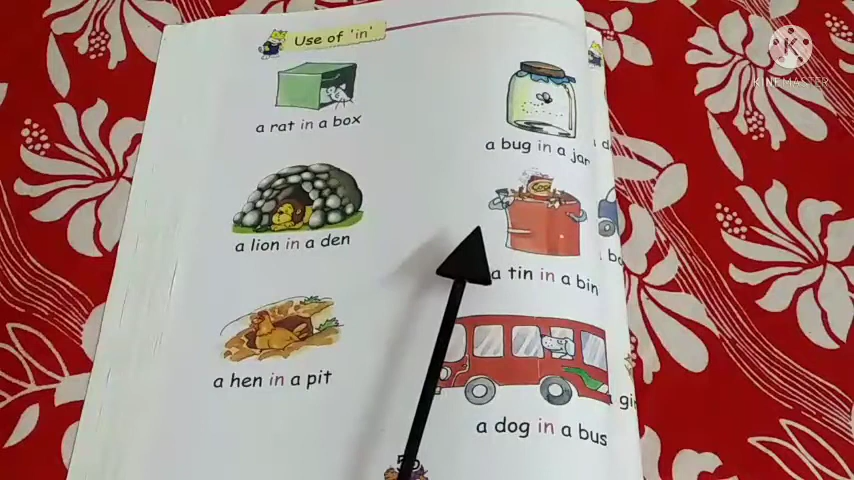 Use of 'in'
KINEMASTER
a rat in a box
a bug in a jar
a lion in a den
a tin in a bin
a hen in a pit
a dog in a bus